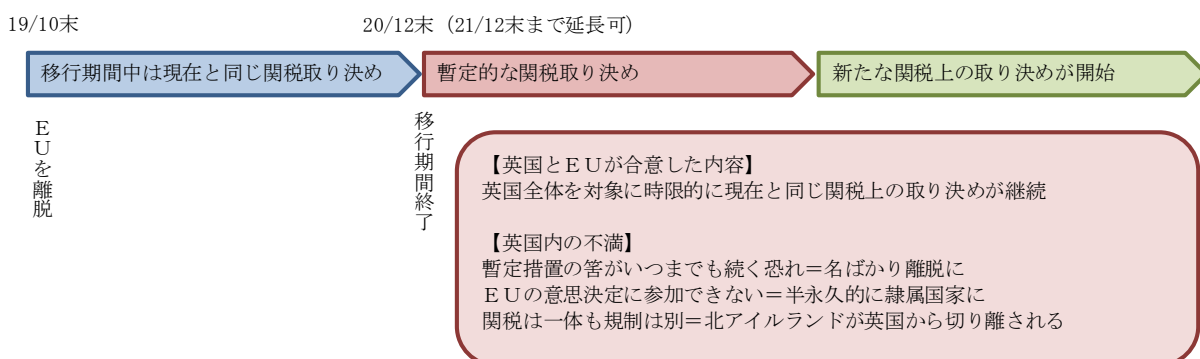 19/10末
20/12末（21/12末まで延長可）
移行期間中は現在と同じ関税取り決め
暫定的な関税取り決め
新たな関税上の取り決めが開始
ＥＵを離脱
移行期間終了
【英国とＥＵが合意した内容】
英国全体を対象に時限的に現在と同じ関税上の取り決めが継続
【英国内の不満】
暫定措置の筈がいつまでも続く恐れ＝名ばかり離脱に
ＥＵの意思決定に参加できない＝半永久的に隷属国家に
関税は一体も規制は別＝北アイルランドが英国から切り離される